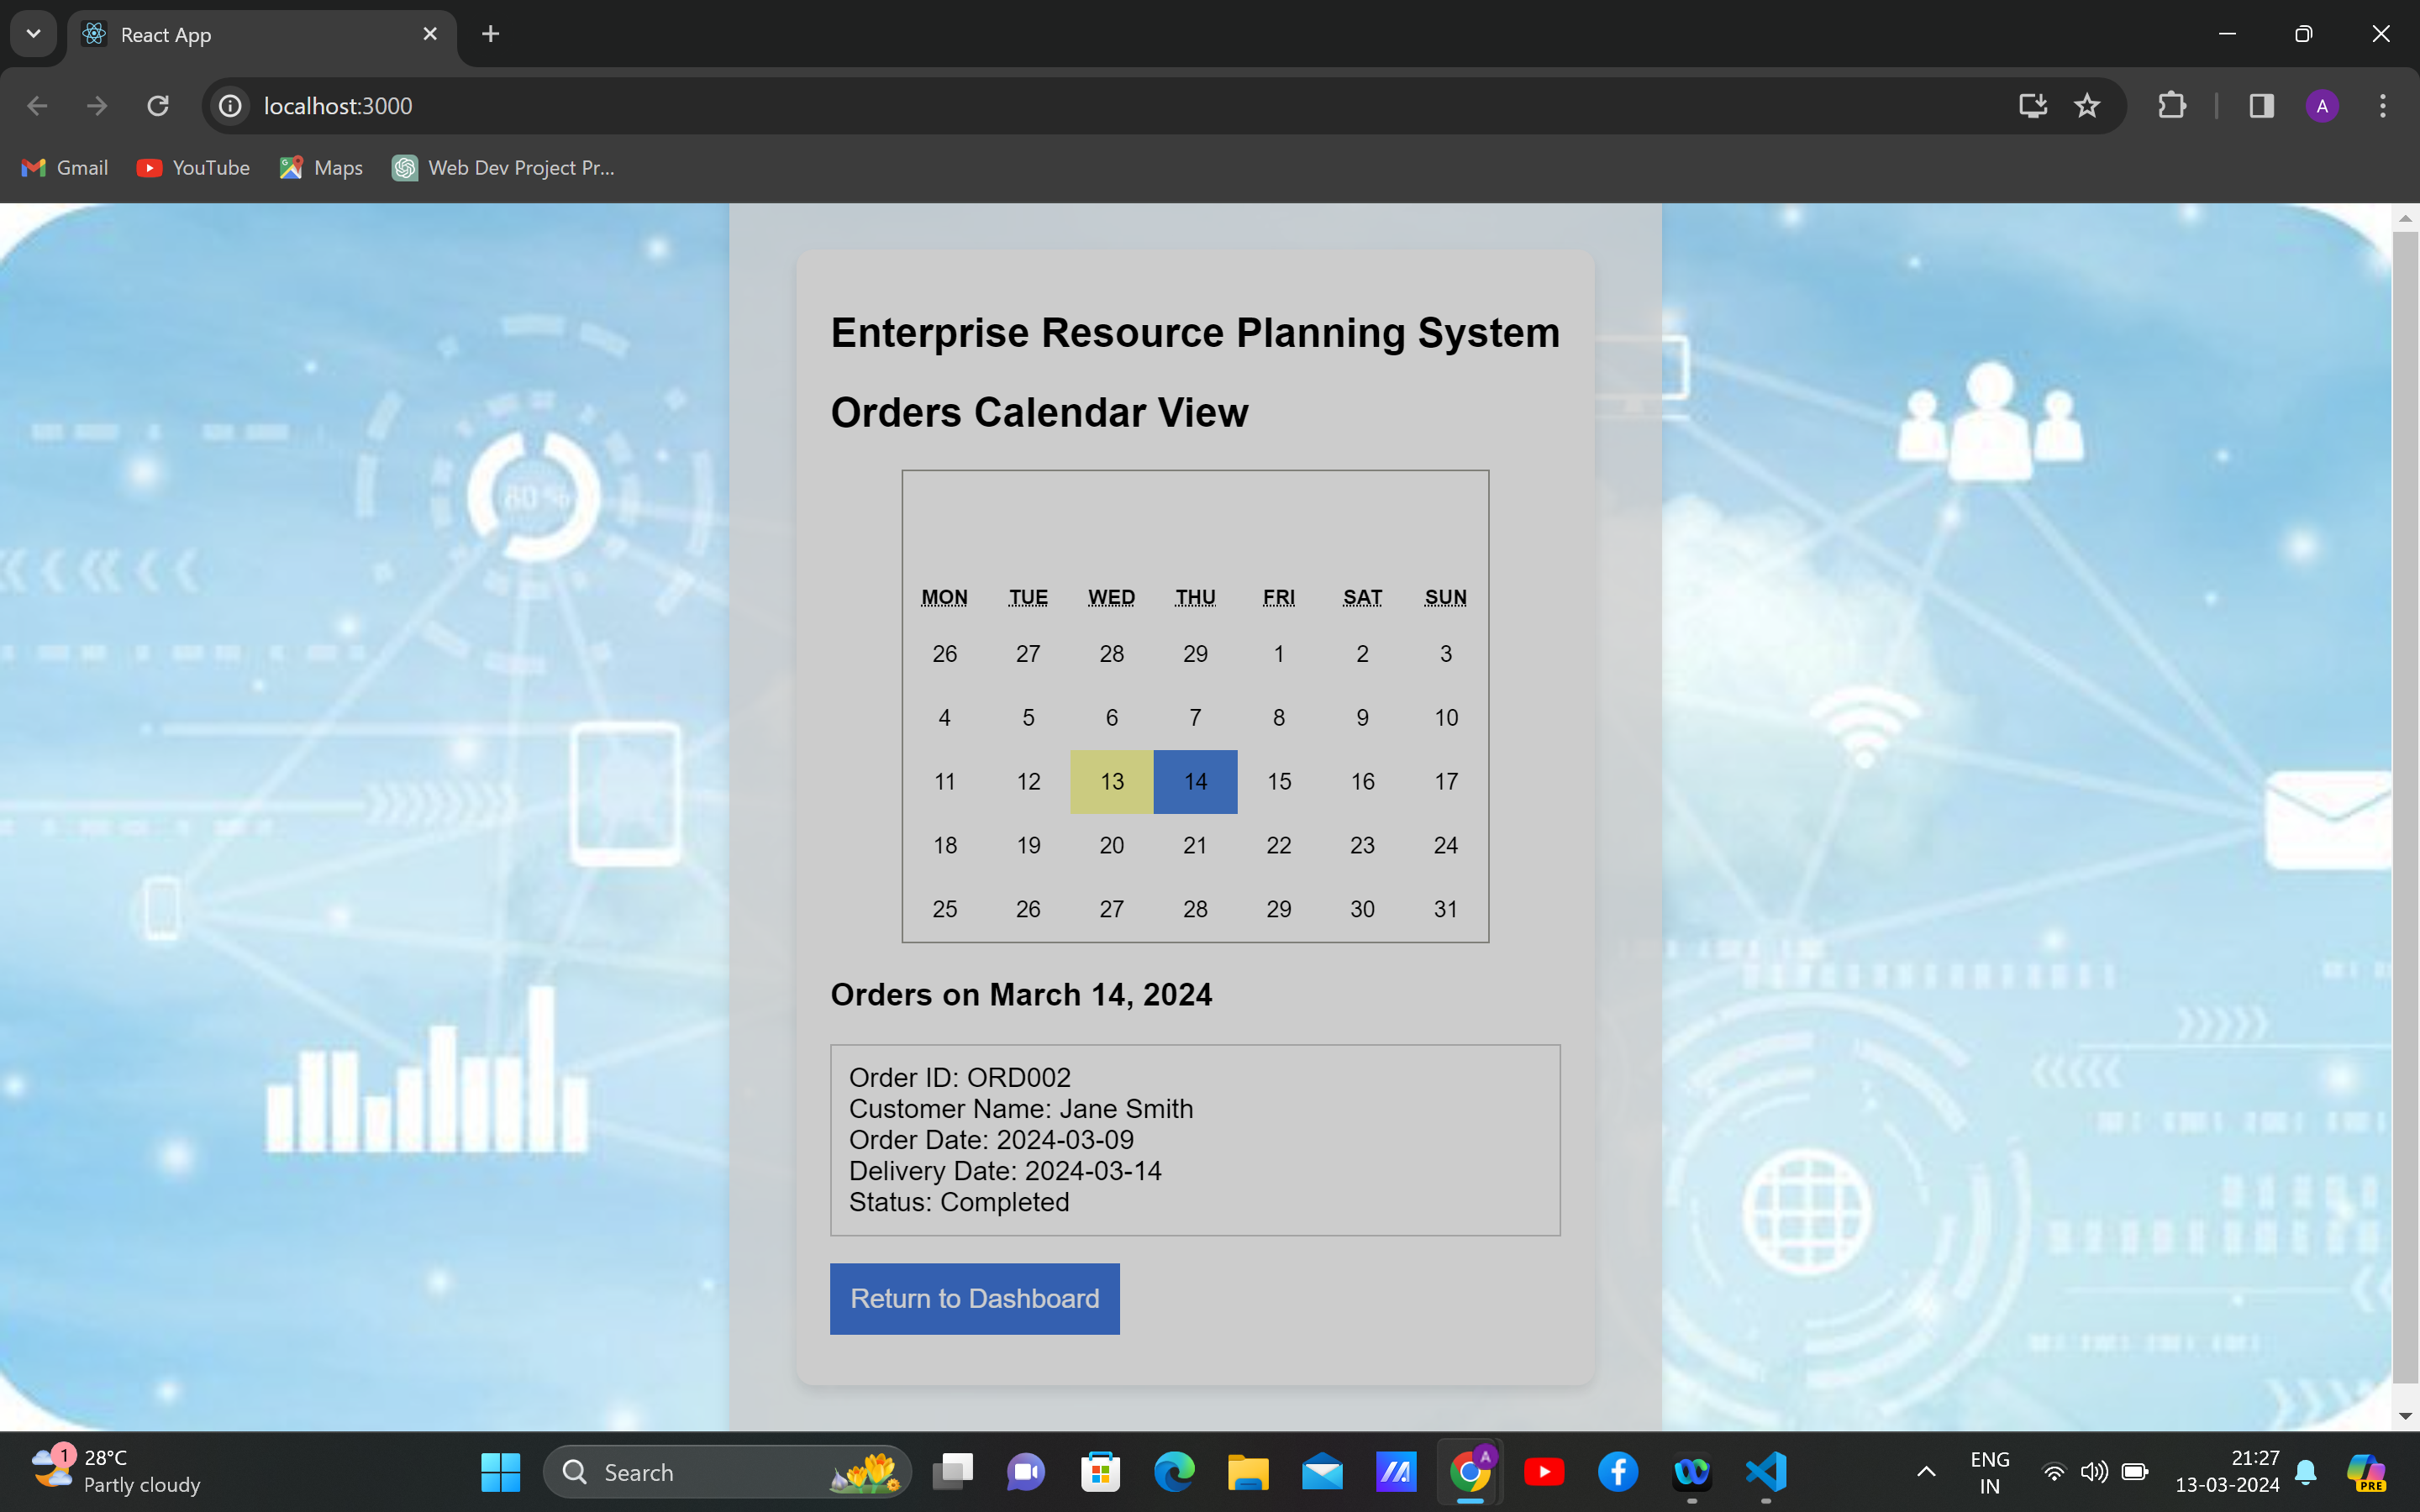 React App
localhost:3000
A
Gmail
YouTube
Maps
Web Dev Project Pr...
80 %
Enterprise Resource Planning System
Orders Calendar View
MON TUE WED THU FRI SAT SUN
26 27 28 29 1 2 3
4 5 6 7 8 9 10
11 12 13 14 15 16 17
18 19 20 21 22 23 24
25 26 27 28 29 30 31
Orders on March 14, 2024
Order ID: ORD002
Customer Name: Jane Smith
Order Date: 2024-03-09
Delivery Date: 2024-03-14
Status: Completed
Return to Dashboard
1
28°C
Partly cloudy
Search
A
ENG
IN
21:27
13-03-2024
PRE